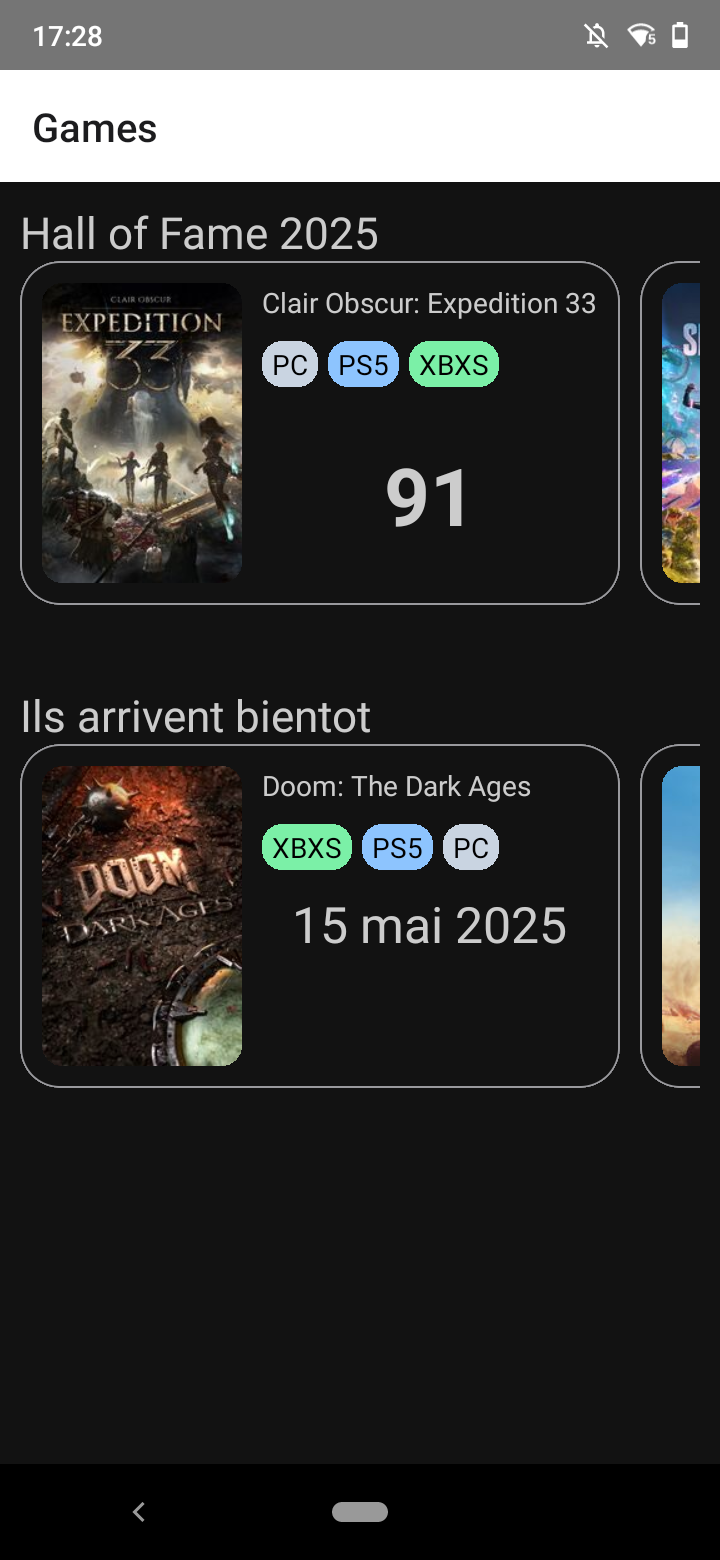 17:28
5
Games
Hall of Fame 2025
CLAIR OBSCUR
EXPEDITION
33
Clair Obscur: Expedition 33
PC PS5 XBXS
91
S
Ils arrivent bientot
DOOM
THE
DARK AGES
Doom: The Dark Ages
XBXS PS5 PC
15 mai 2025